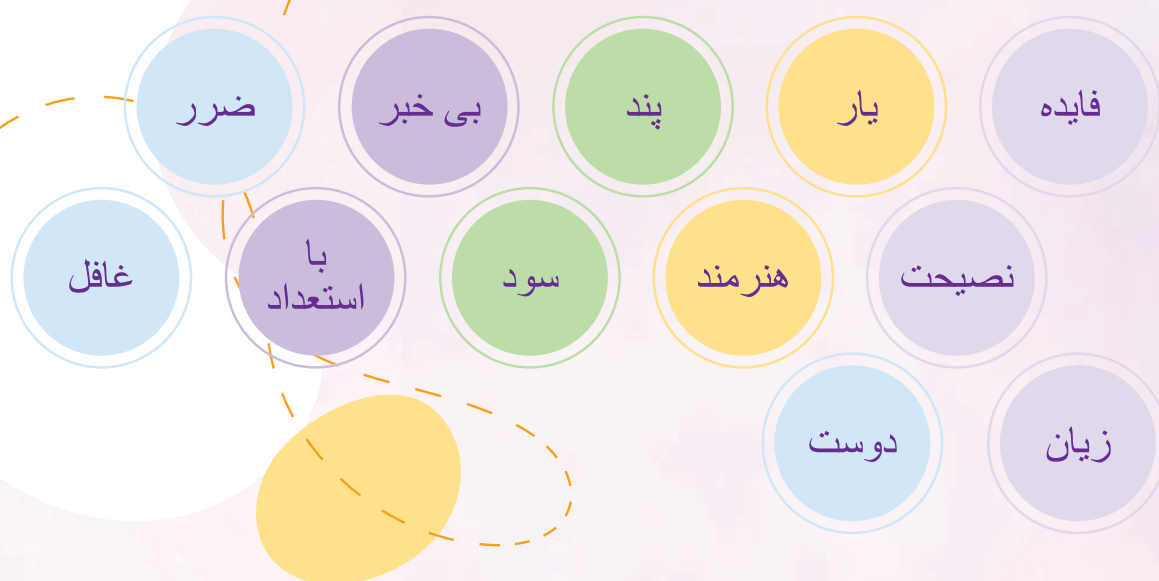 فایده
یار
پند
بی خبر
ضرر
نصیحت
هنرمند
سود
با
استعداد
غافل
زیان
دوست